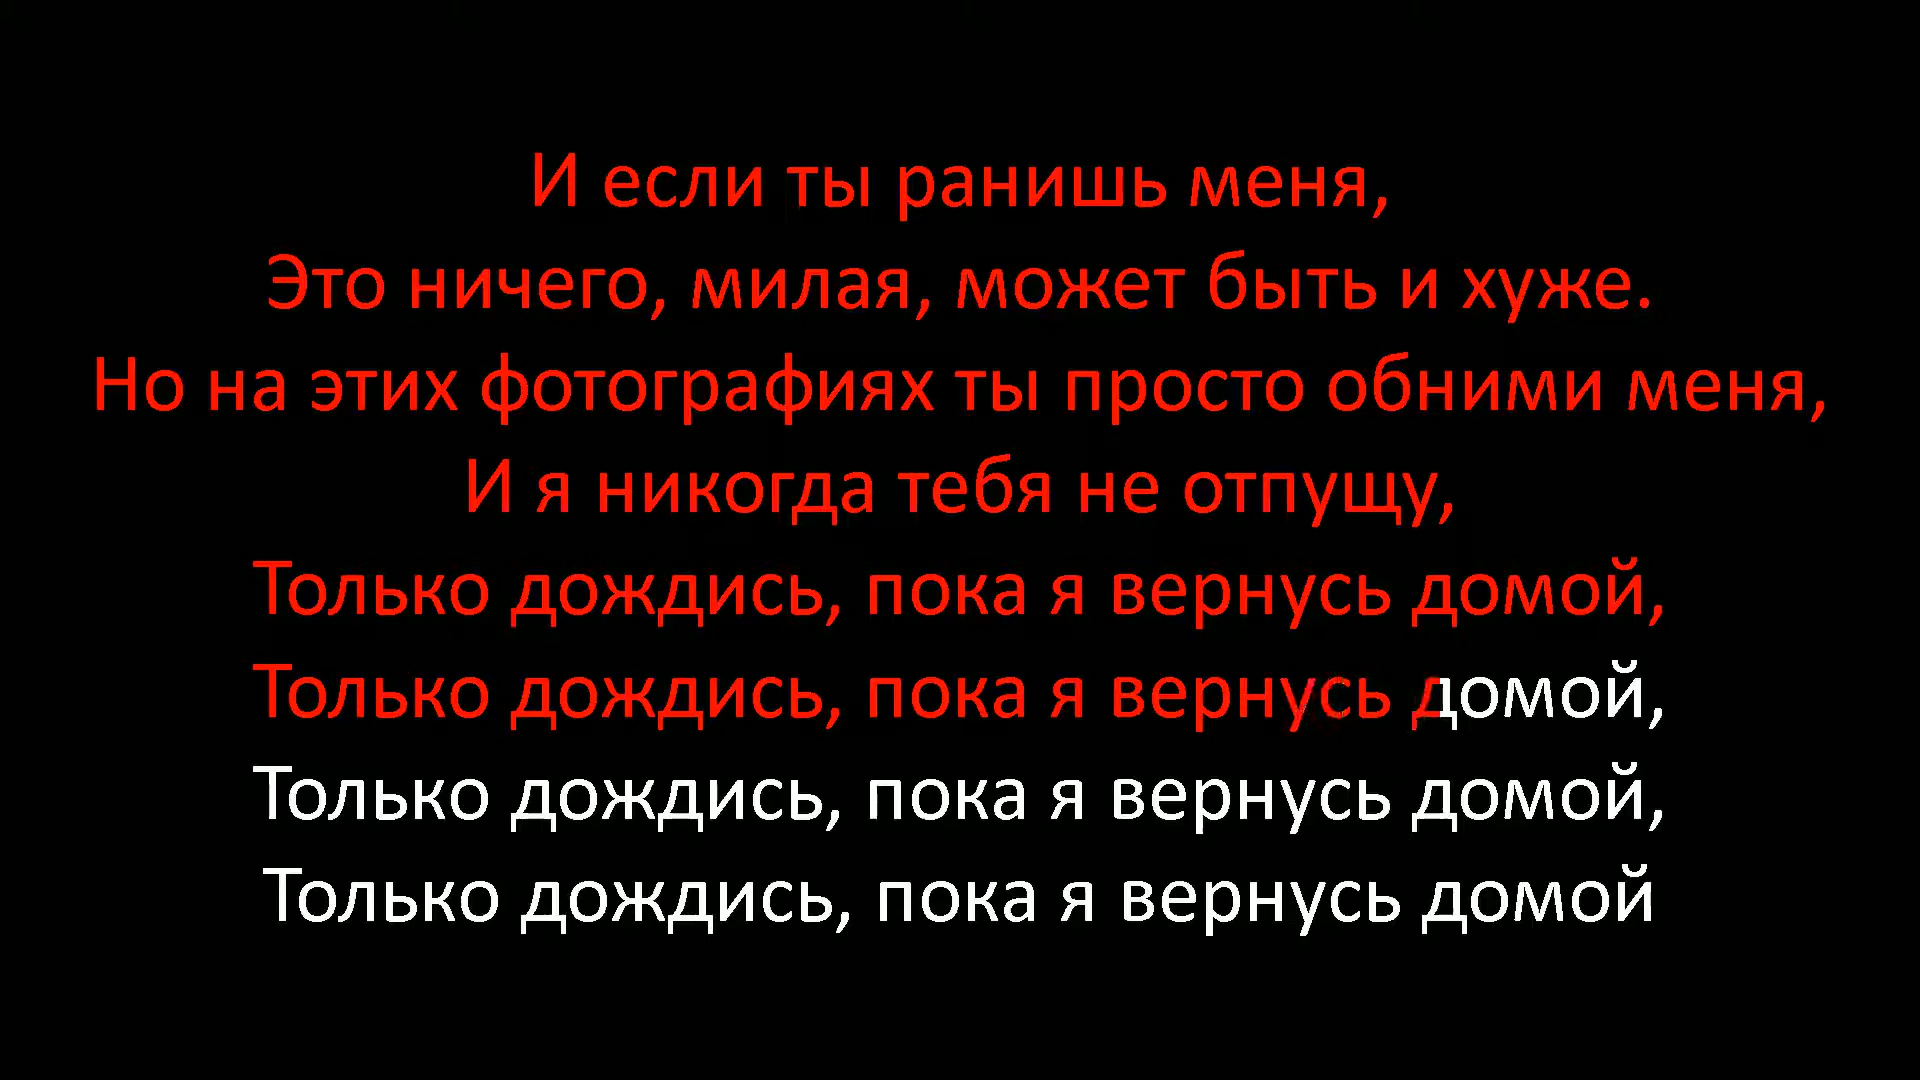 И если ты ранишь меня,
Это ничего, милая, может быть и хуже.
Но на этих фотографиях ты просто обними меня,
И я никогда тебя не отпущу,
Только дождись, пока я вернусь домой,
Только дождись, пока я вернусь домой,
Только дождись, пока я вернусь домой,
Только дождись, пока я вернусь домой